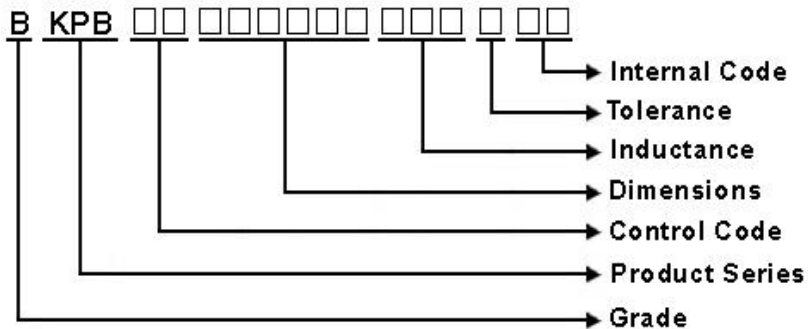 B KPB □□ □□□□□□ □□□ □ □□
Internal Code
Tolerance
Inductance
Dimensions
Control Code
Product Series
Grade